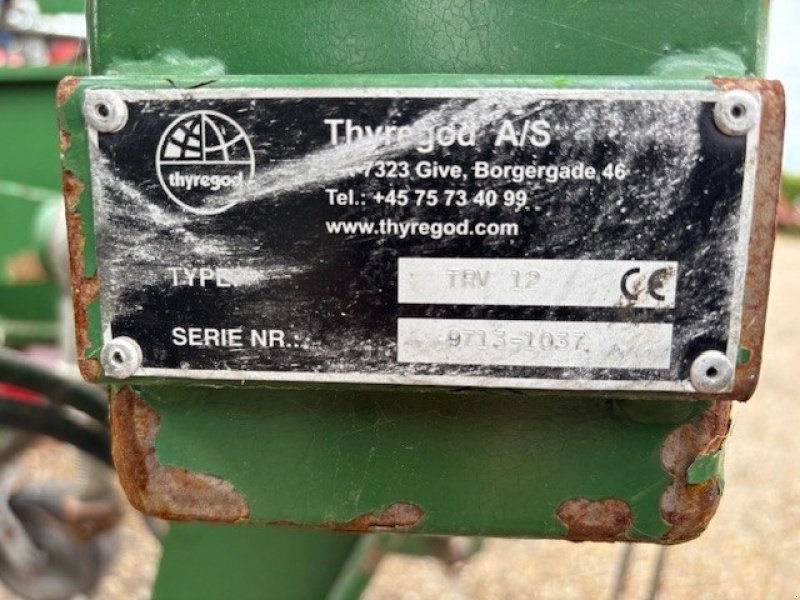 thyregod
Thyregod A/S
7323 Give, Borgergade 46
Tel.: +45 75 73 40 99
www.thyregod.com
TYPE: TRV 12 CE
SERIE NR.: 9713-1037